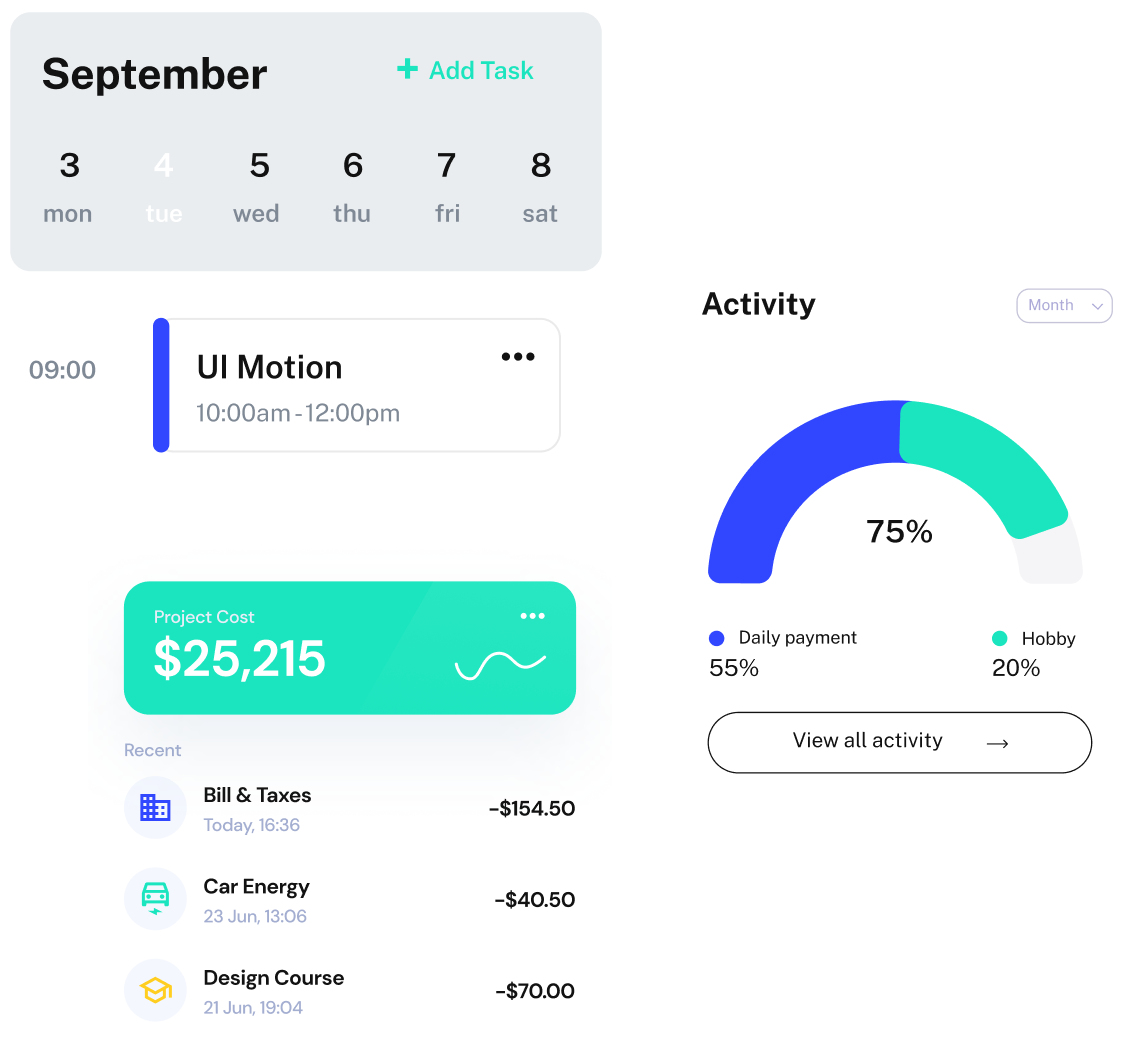 September
+ Add Task
3 4 5 6 7 8
mon tue wed thu fri sat
09:00
UI Motion
10:00am - 12:00pm
Project Cost
$25,215
Recent
Bill & Taxes
Today, 16:36
-$154.50
Car Energy
23 Jun, 13:06
-$40.50
Design Course
21 Jun, 19:04
-$70.00
Activity
Month
75%
Daily payment
55%
Hobby
20%
View all activity →